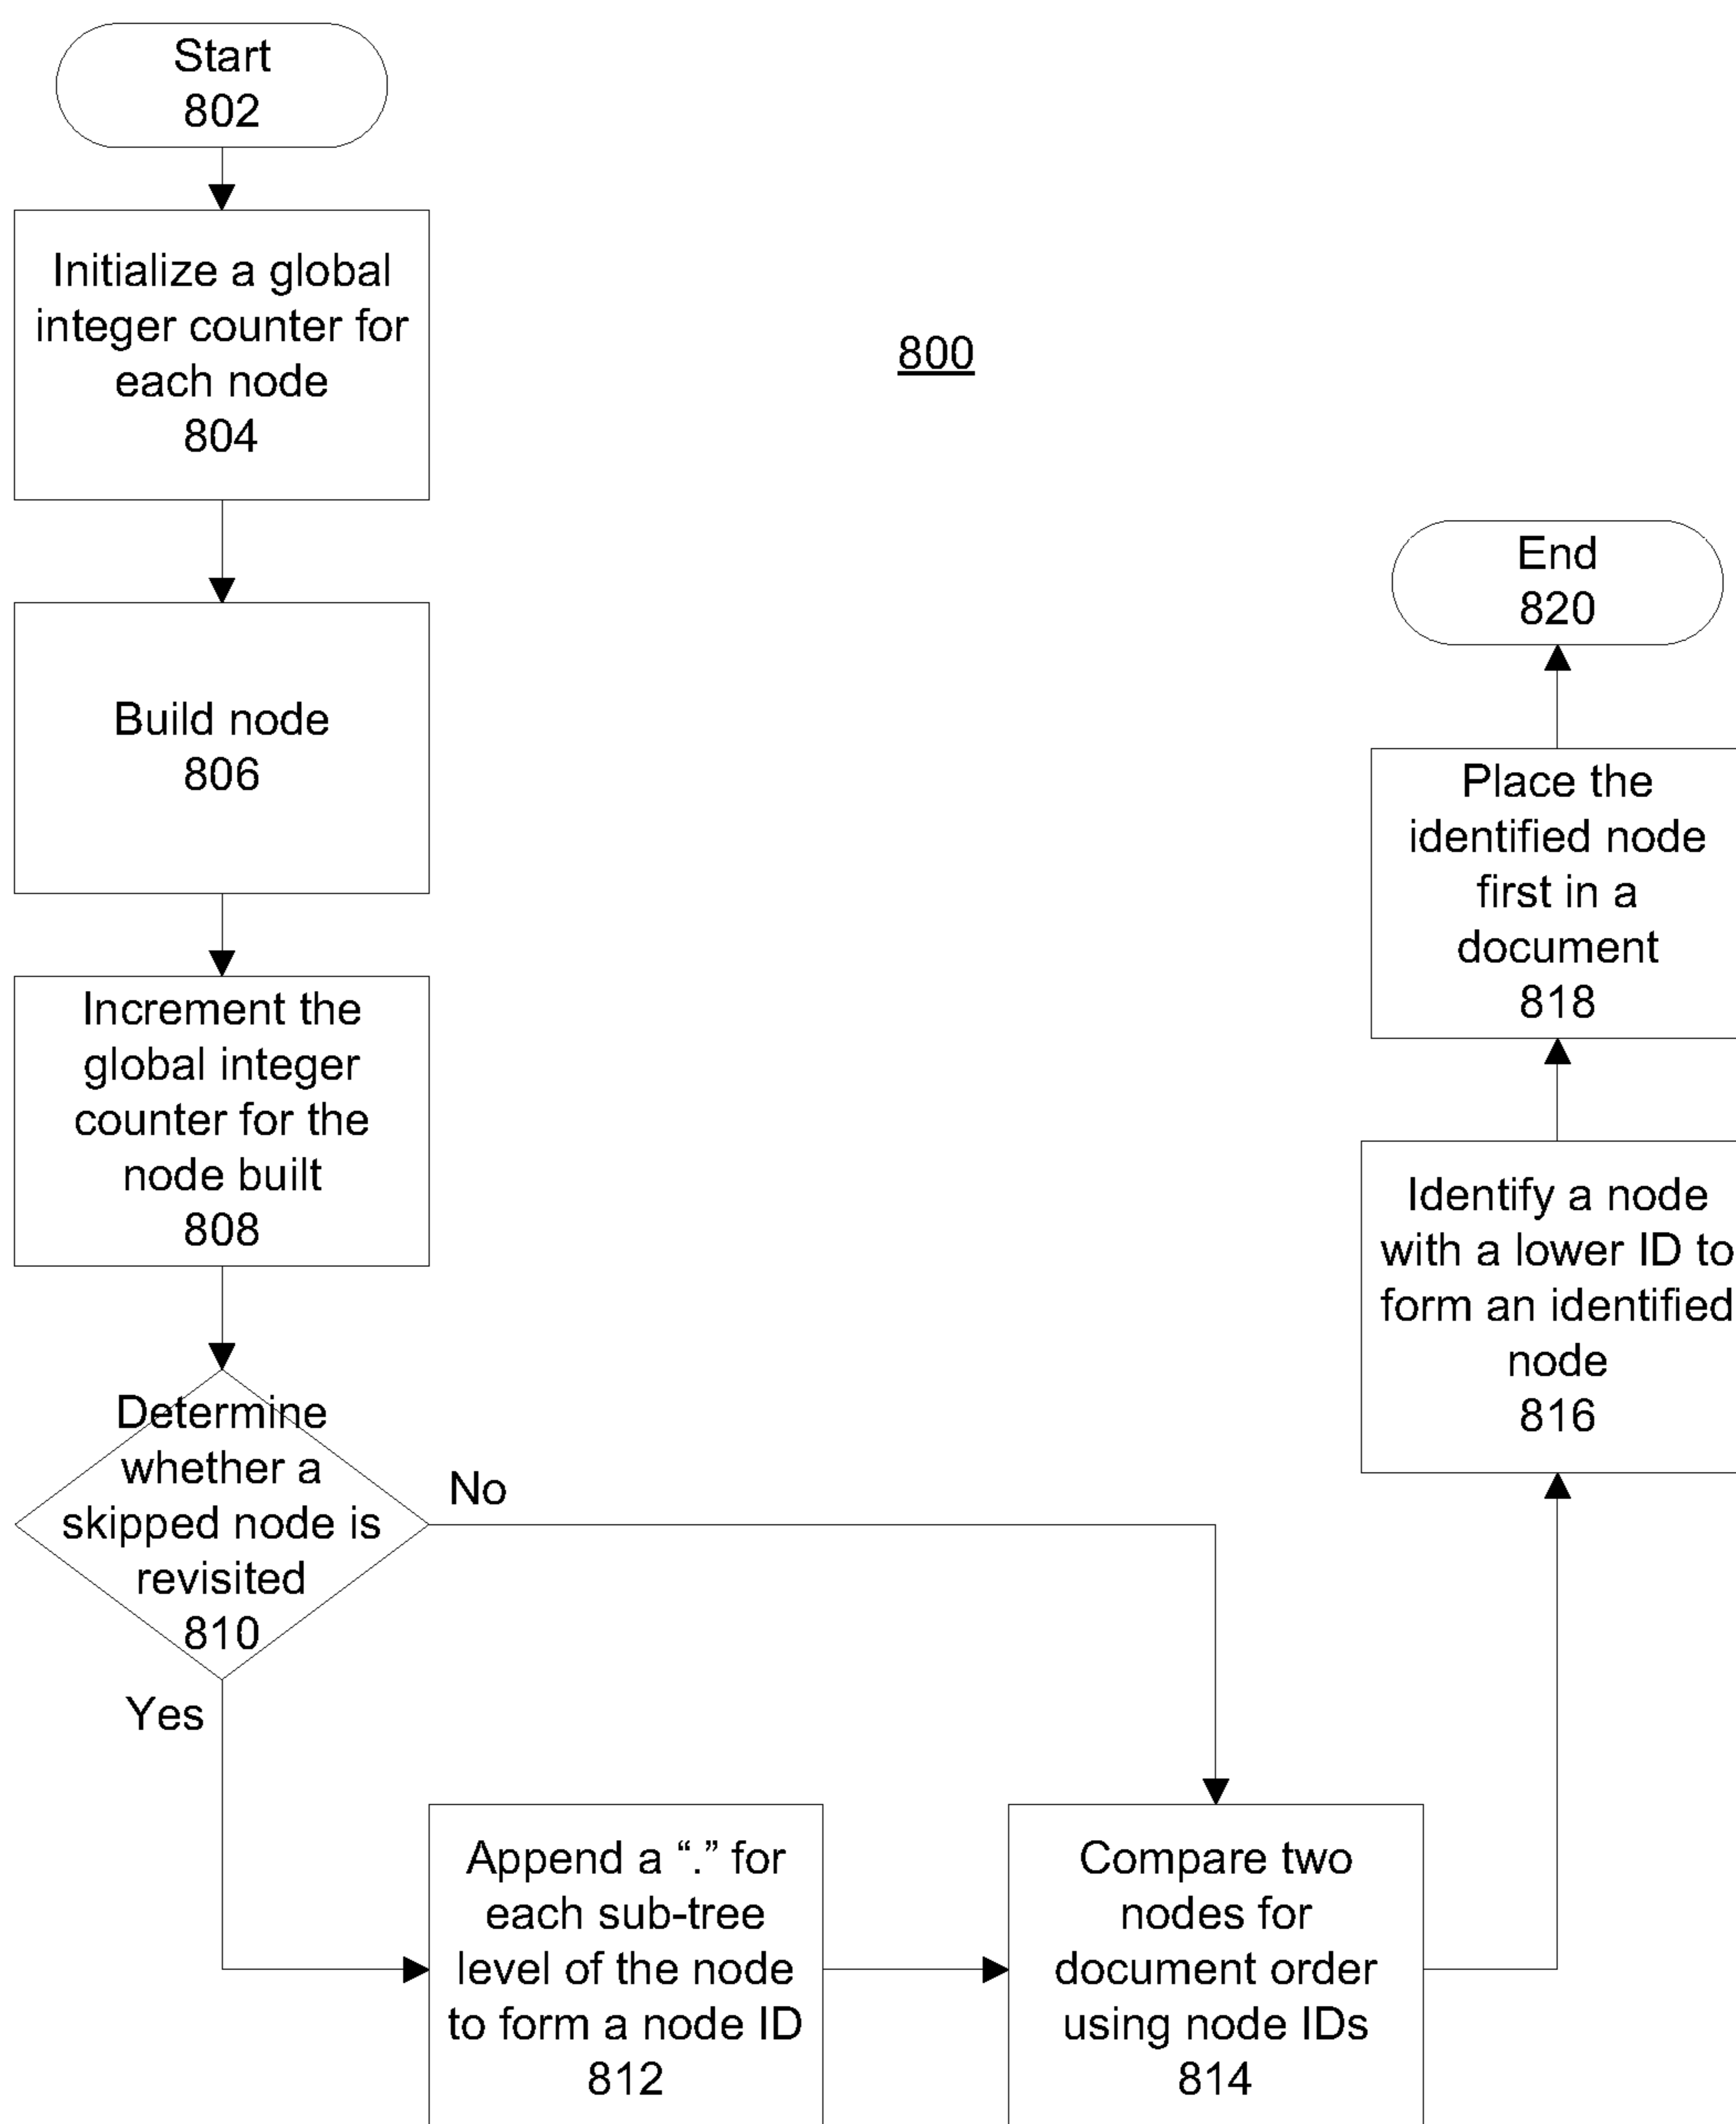 Start
802
Initialize a global
integer counter for
each node
804
800
Build node
806
Increment the
global integer
counter for the
node built
808
Determine
whether a
skipped node is
revisited
810
No
Yes
Append a “.” for
each sub-tree
level of the node
to form a node ID
812
Compare two
nodes for
document order
using node IDs
814
Identify a node
with a lower ID to
form an identified
node
816
Place the
identified node
first in a
document
818
End
820